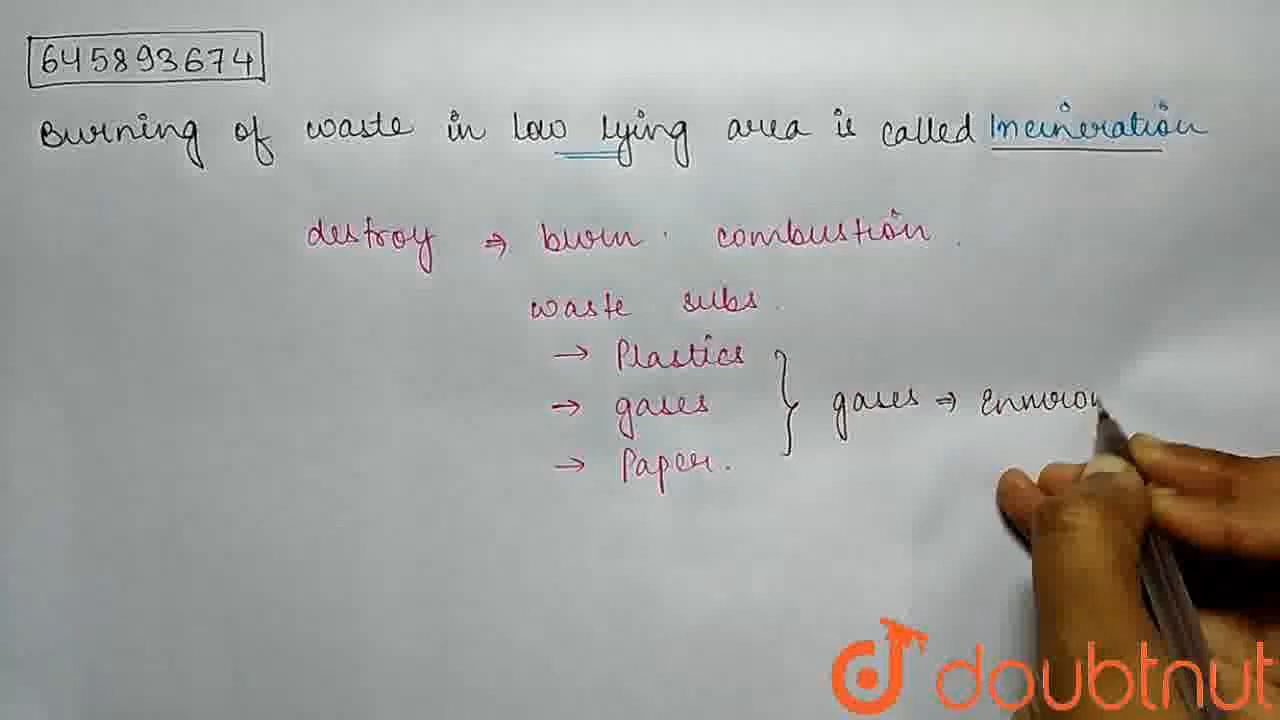 645893674
Burning of waste in low lying area is called Incineration
destroy ⇒ burn. combustion.
waste subs.
→ Plastics
→ gases } gases ⇒ Environ
→ Paper.
doubtnut